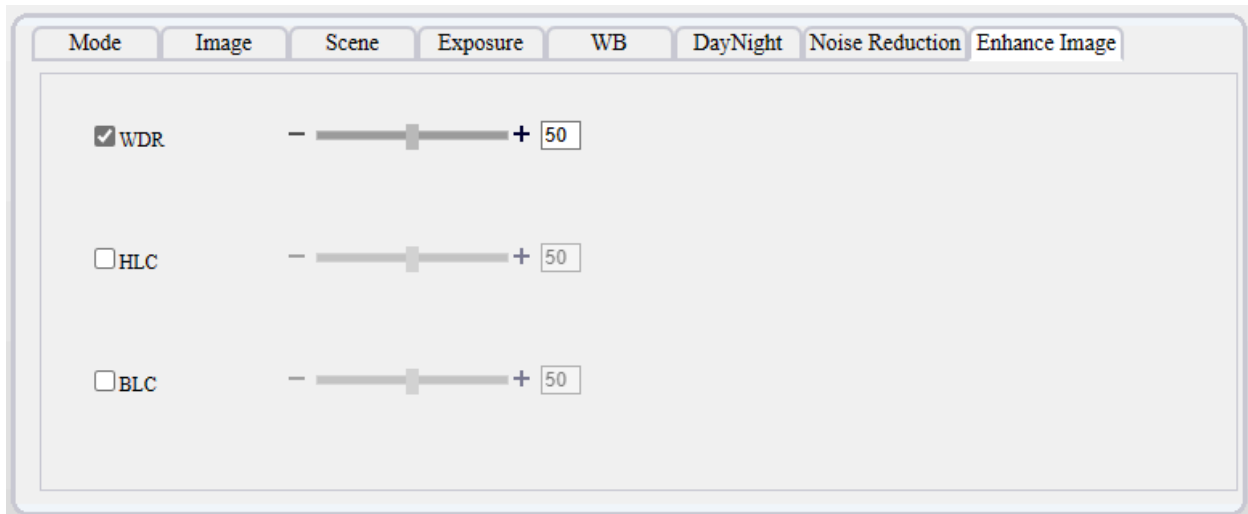 Mode Image Scene Exposure WB DayNight Noise Reduction Enhance Image
WDR − + 50
HLC − + 50
BLC − + 50